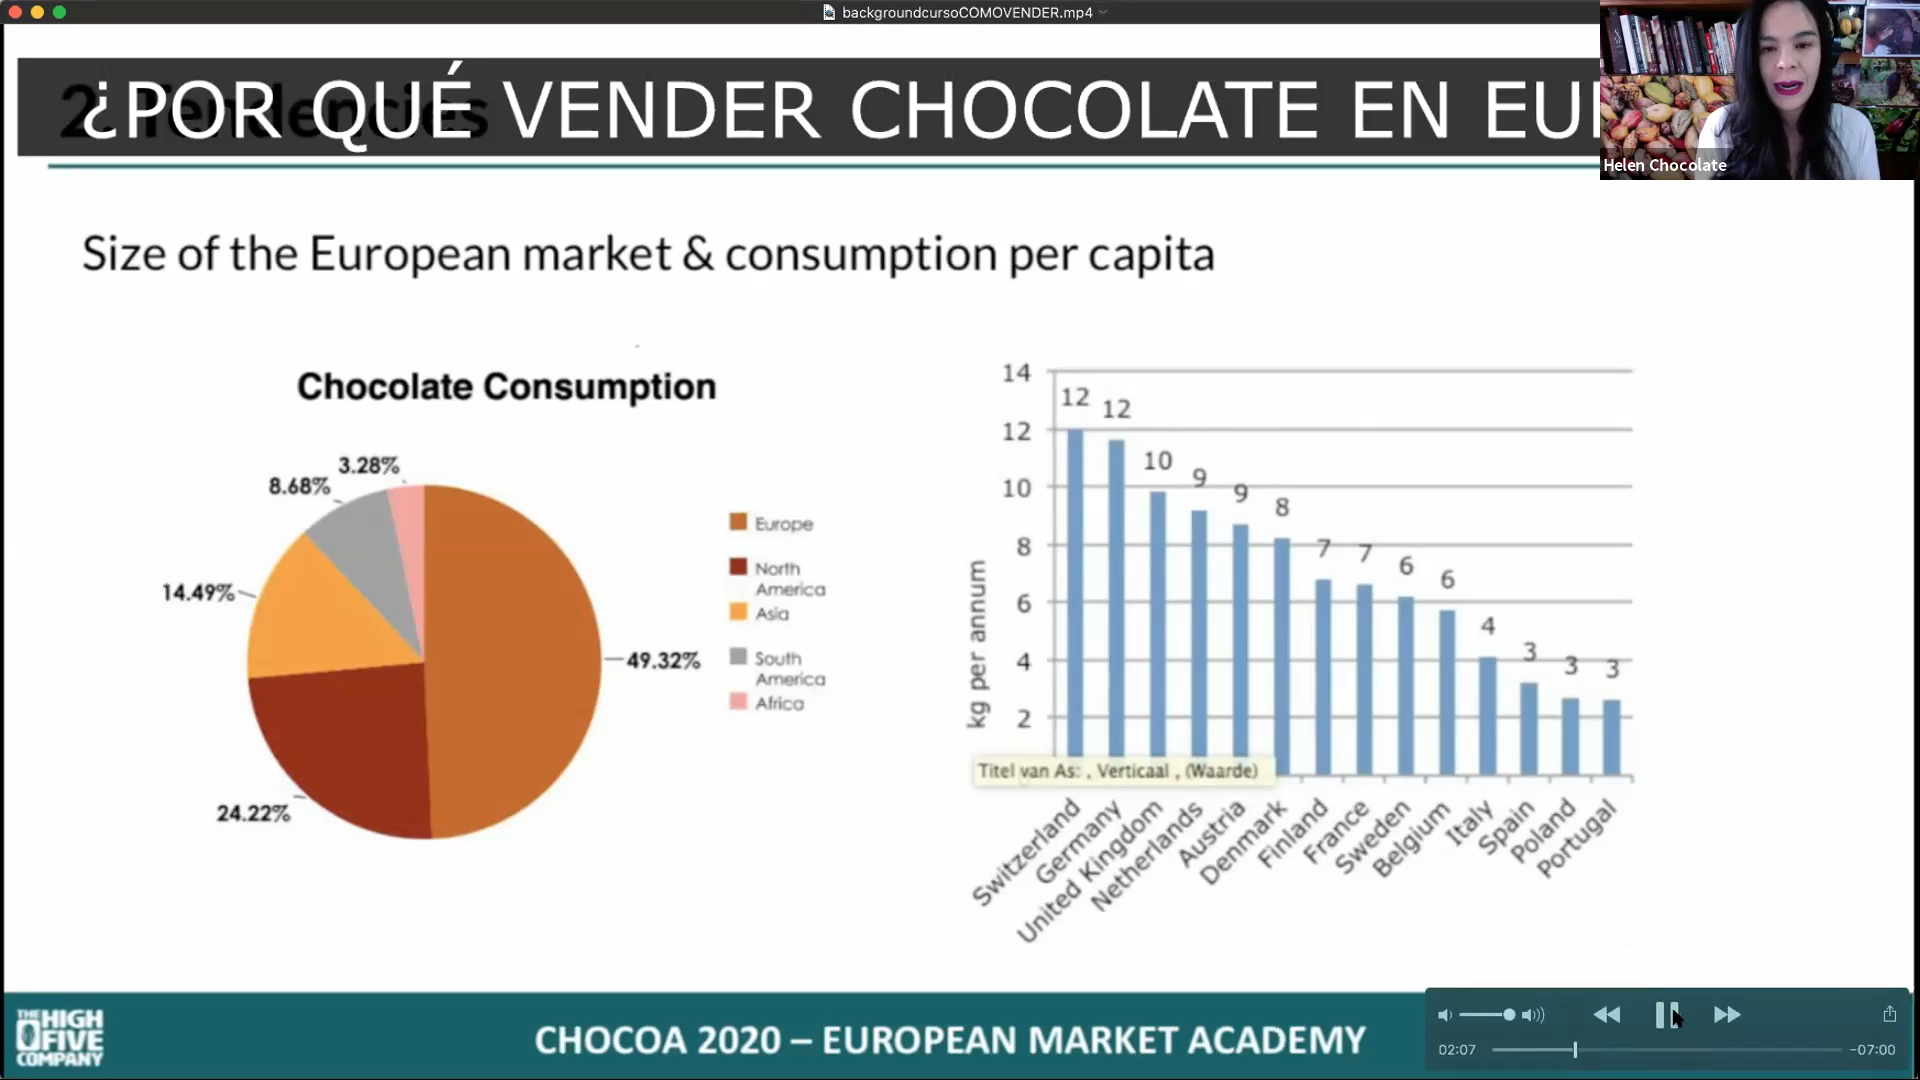 backgroundcursoCOMOVENDER.mp4
¿POR QUÉ VENDER CHOCOLATE EN EU
Helen Chocolate
Size of the European market & consumption per capita
Chocolate Consumption
3.28%
8.68%
14.49%
49.32%
24.22%
Europe
North
America
Asia
South
America
Africa
14
12
10
8
6
4
2
kg per annum
12
12
10
9
9
8
7
7
6
6
4
3
3
3
Titel van As: , Verticaal , (Waarde)
Switzerland
Germany
United Kingdom
Netherlands
Austria
Denmark
Finland
France
Sweden
Belgium
Italy
Spain
Poland
Portugal
THE HIGH
FIVE
COMPANY
CHOCOA 2020 – EUROPEAN MARKET ACADEMY
02:07
-07:00